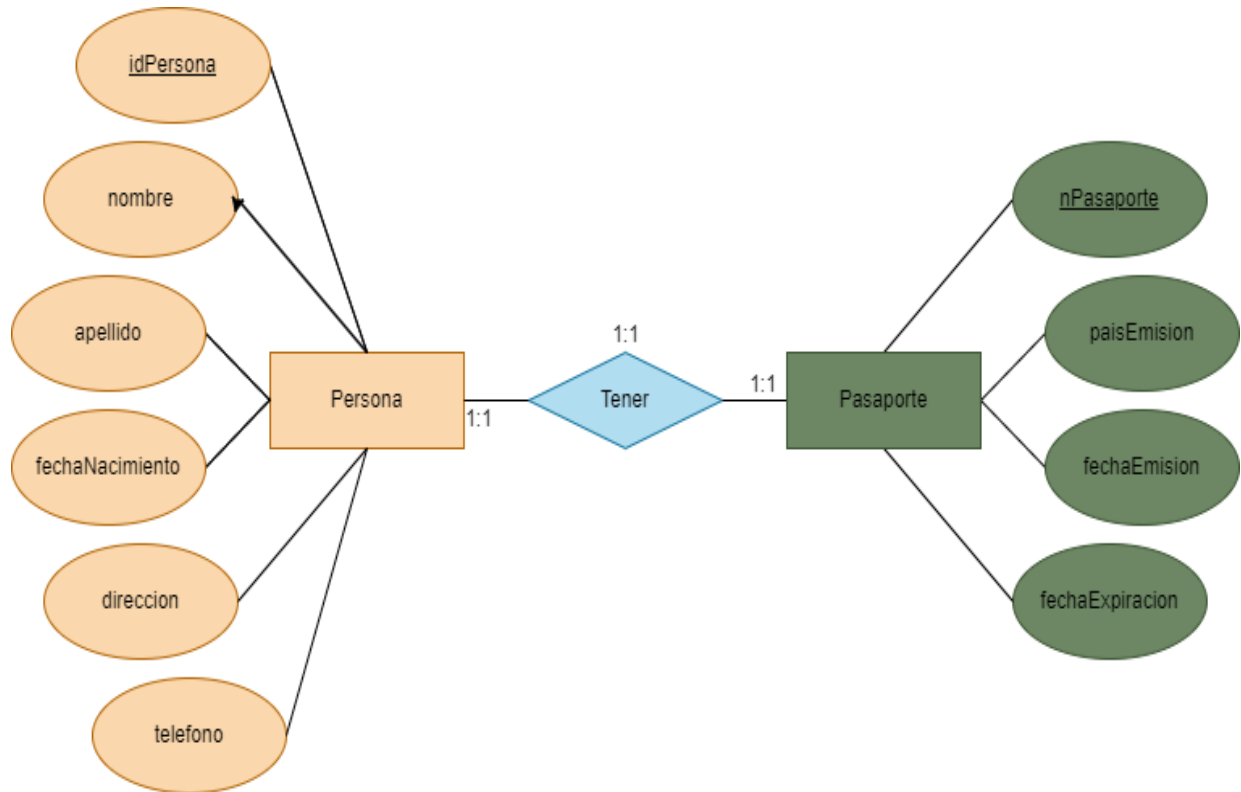 idPersona
nombre
apellido
fechaNacimiento
direccion
telefono
Persona
1:1
1:1
Tener
1:1
Pasaporte
nPasaporte
paisEmision
fechaEmision
fechaExpiracion